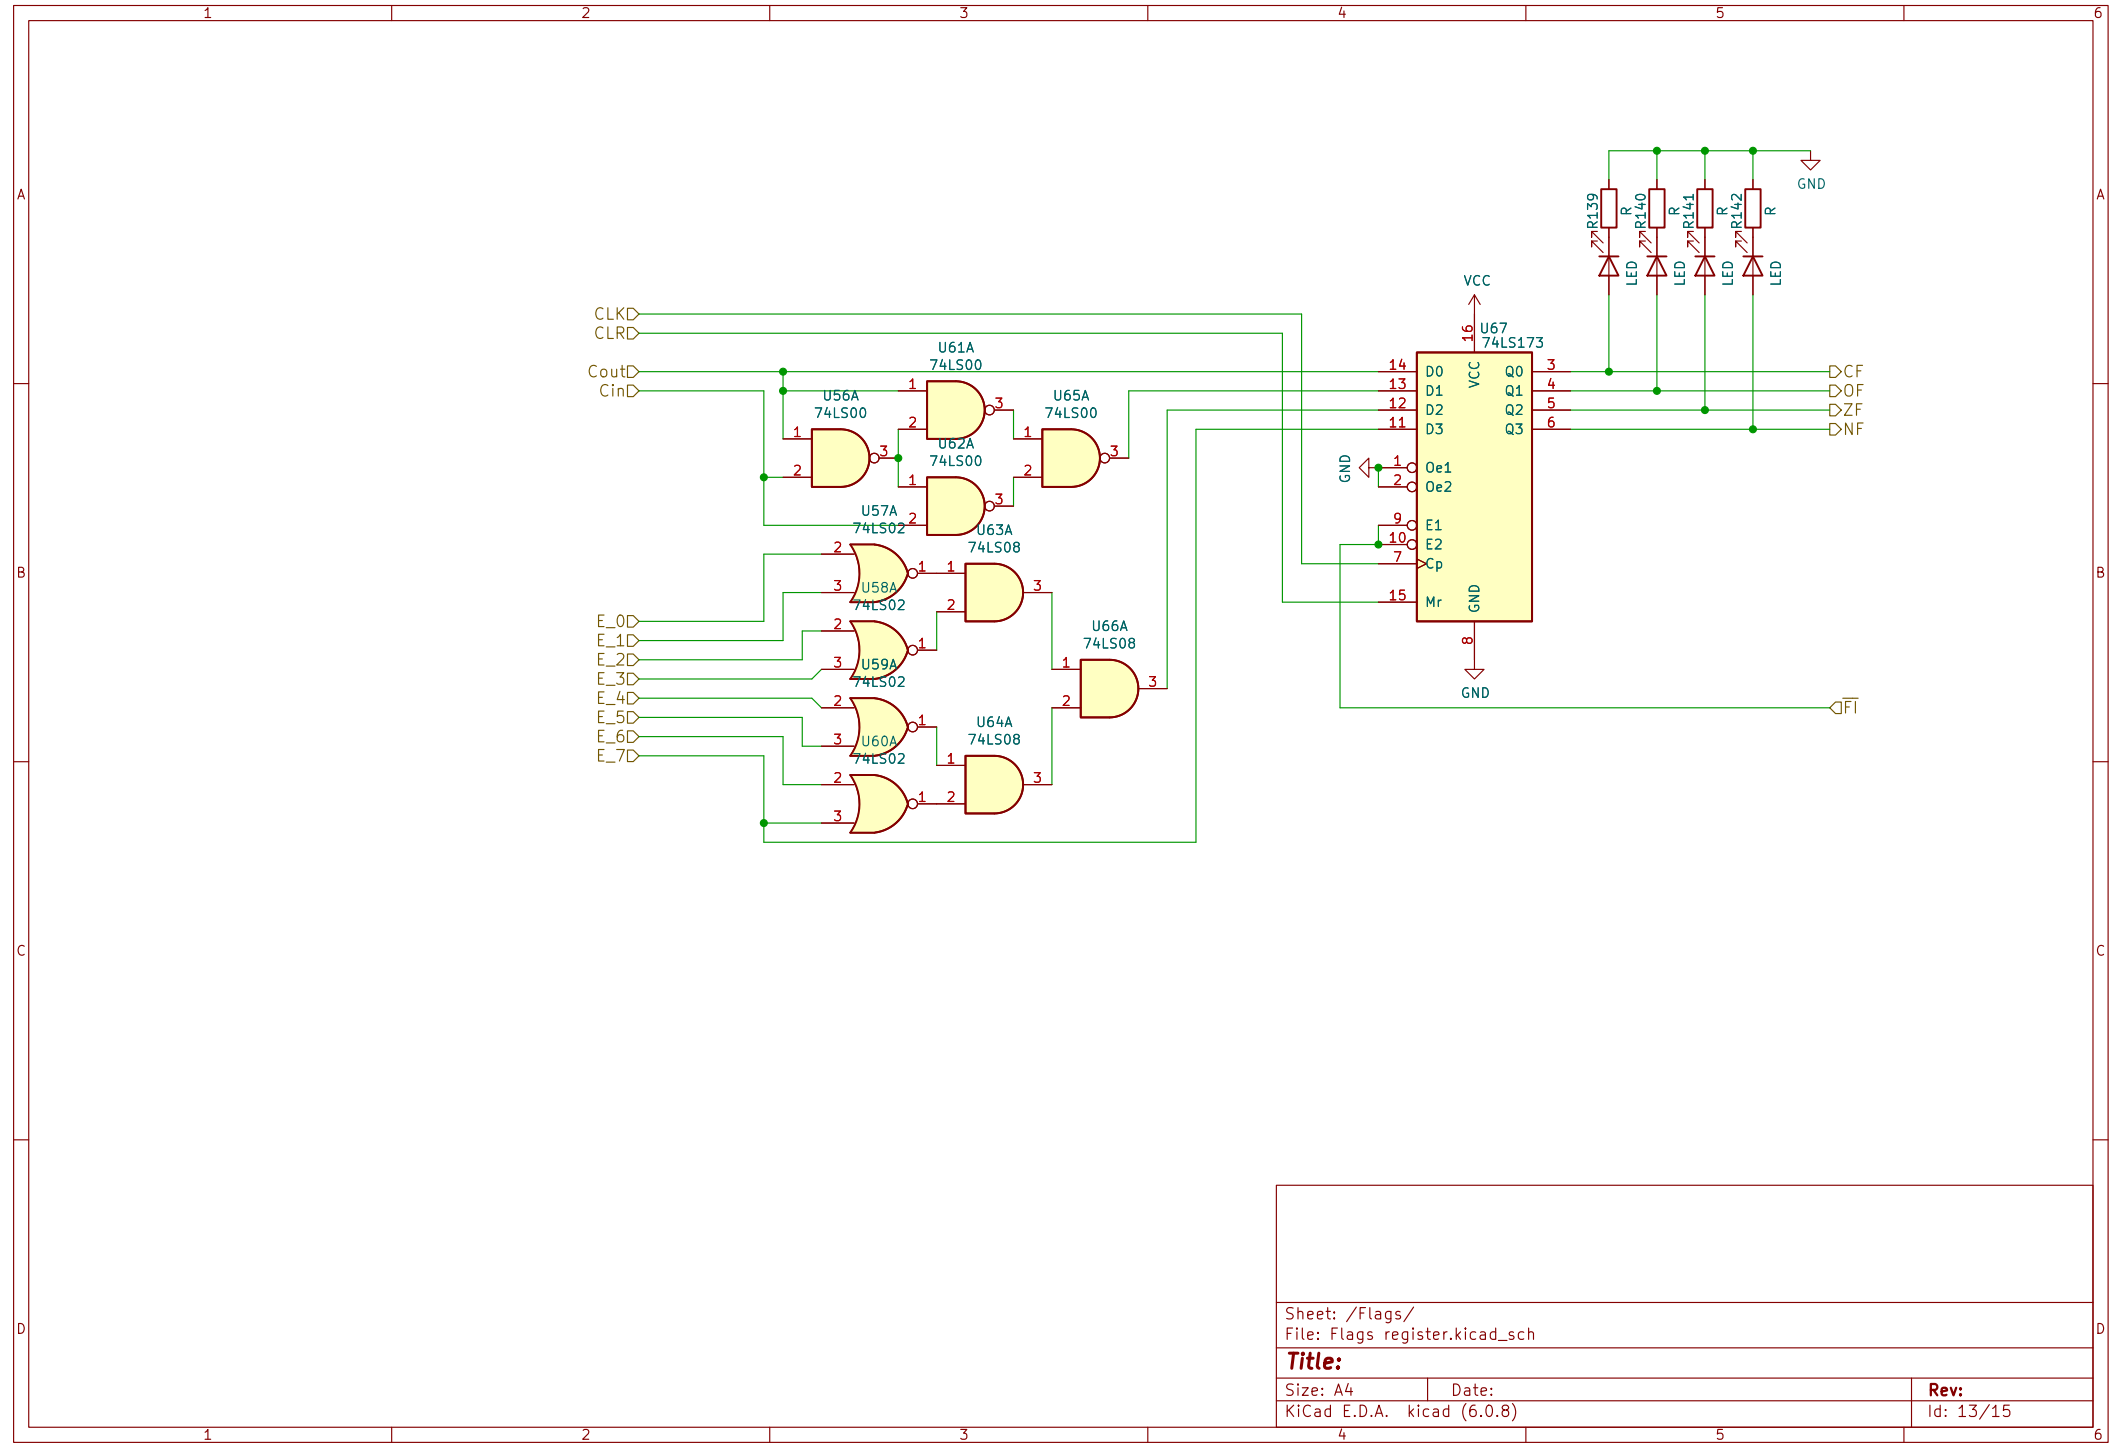 1 2 3 4 5 6
A A
B B
C C
D D
1 2 3 4 5 6
GND
R139 R
R140 R
R141 R
R142 R
LED LED LED LED
VCC
CLK
CLR
Cout
Cin
U61A
74LS00
1 2 3
U56A
74LS00
1 2 3
U62A
74LS00
1 2 3
U65A
74LS00
1 2 3
U57A
74LS02
2 3 1
U58A
74LS02
2 3 1
U59A
74LS02
2 3 1
U60A
74LS02
2 3 1
U63A
74LS08
1 2 3
U64A
74LS08
1 2 3
U66A
74LS08
1 2 3
E_0
E_1
E_2
E_3
E_4
E_5
E_6
E_7
U67
74LS173
16 VCC
14 D0 Q0 3 CF
13 D1 Q1 4 OF
12 D2 Q2 5 ZF
11 D3 Q3 6 NF
GND
1 Oe1
2 Oe2
9 E1
10 E2
7 Cp
15 Mr
GND
8
GND
F̅I̅
Sheet: /Flags/
File: Flags register.kicad_sch
Title:
Size: A4 Date: Rev:
KiCad E.D.A. kicad (6.0.8) Id: 13/15